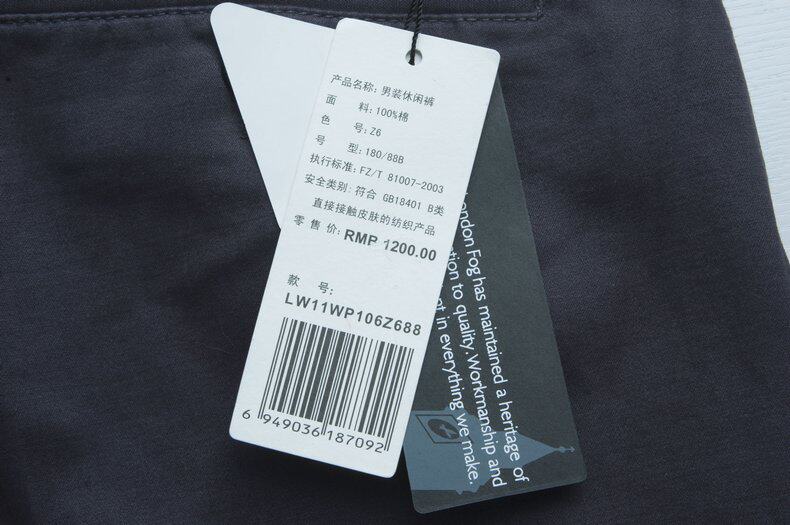 产品名称: 男装休闲裤
面 料: 100%棉
色 号: Z6
号 型: 180/88B
执行标准: FZ/T 81007-2003
安全类别: 符合 GB18401 B类
直接接触皮肤的纺织产品
零 售 价: RMP 1200.00
款 号:
LW11WP106Z688
6 949036 187092
London Fog has maintained a heritage of
to quality. Workmanship and
in everything we make.